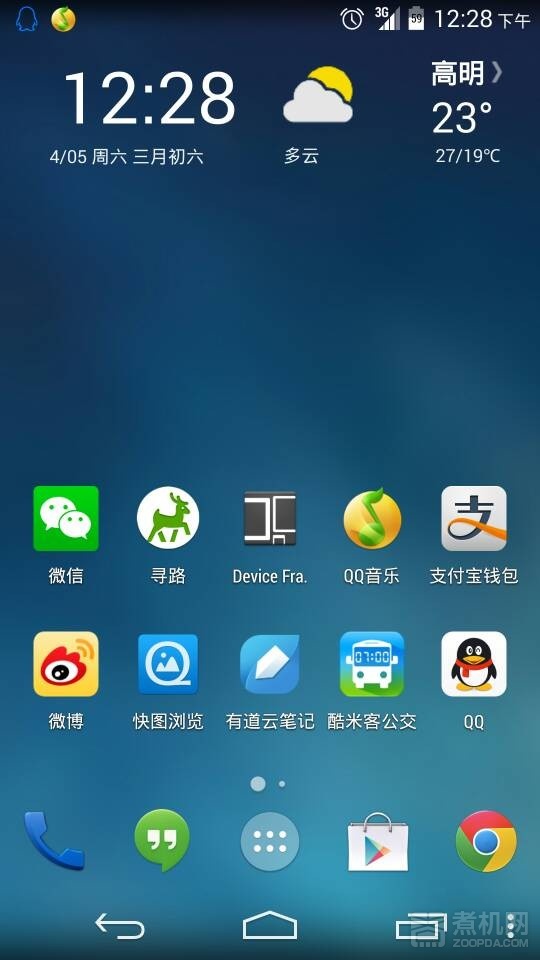 3G 59 12:28 下午
12:28
高明
23°
4/05 周六 三月初六
多云
27/19℃
微信
寻路
Device Fra.
QQ音乐
支付宝钱包
支
07:00
微博
快图浏览
有道云笔记
酷米客公交
QQ
煮机网
ZOOPDA.COM